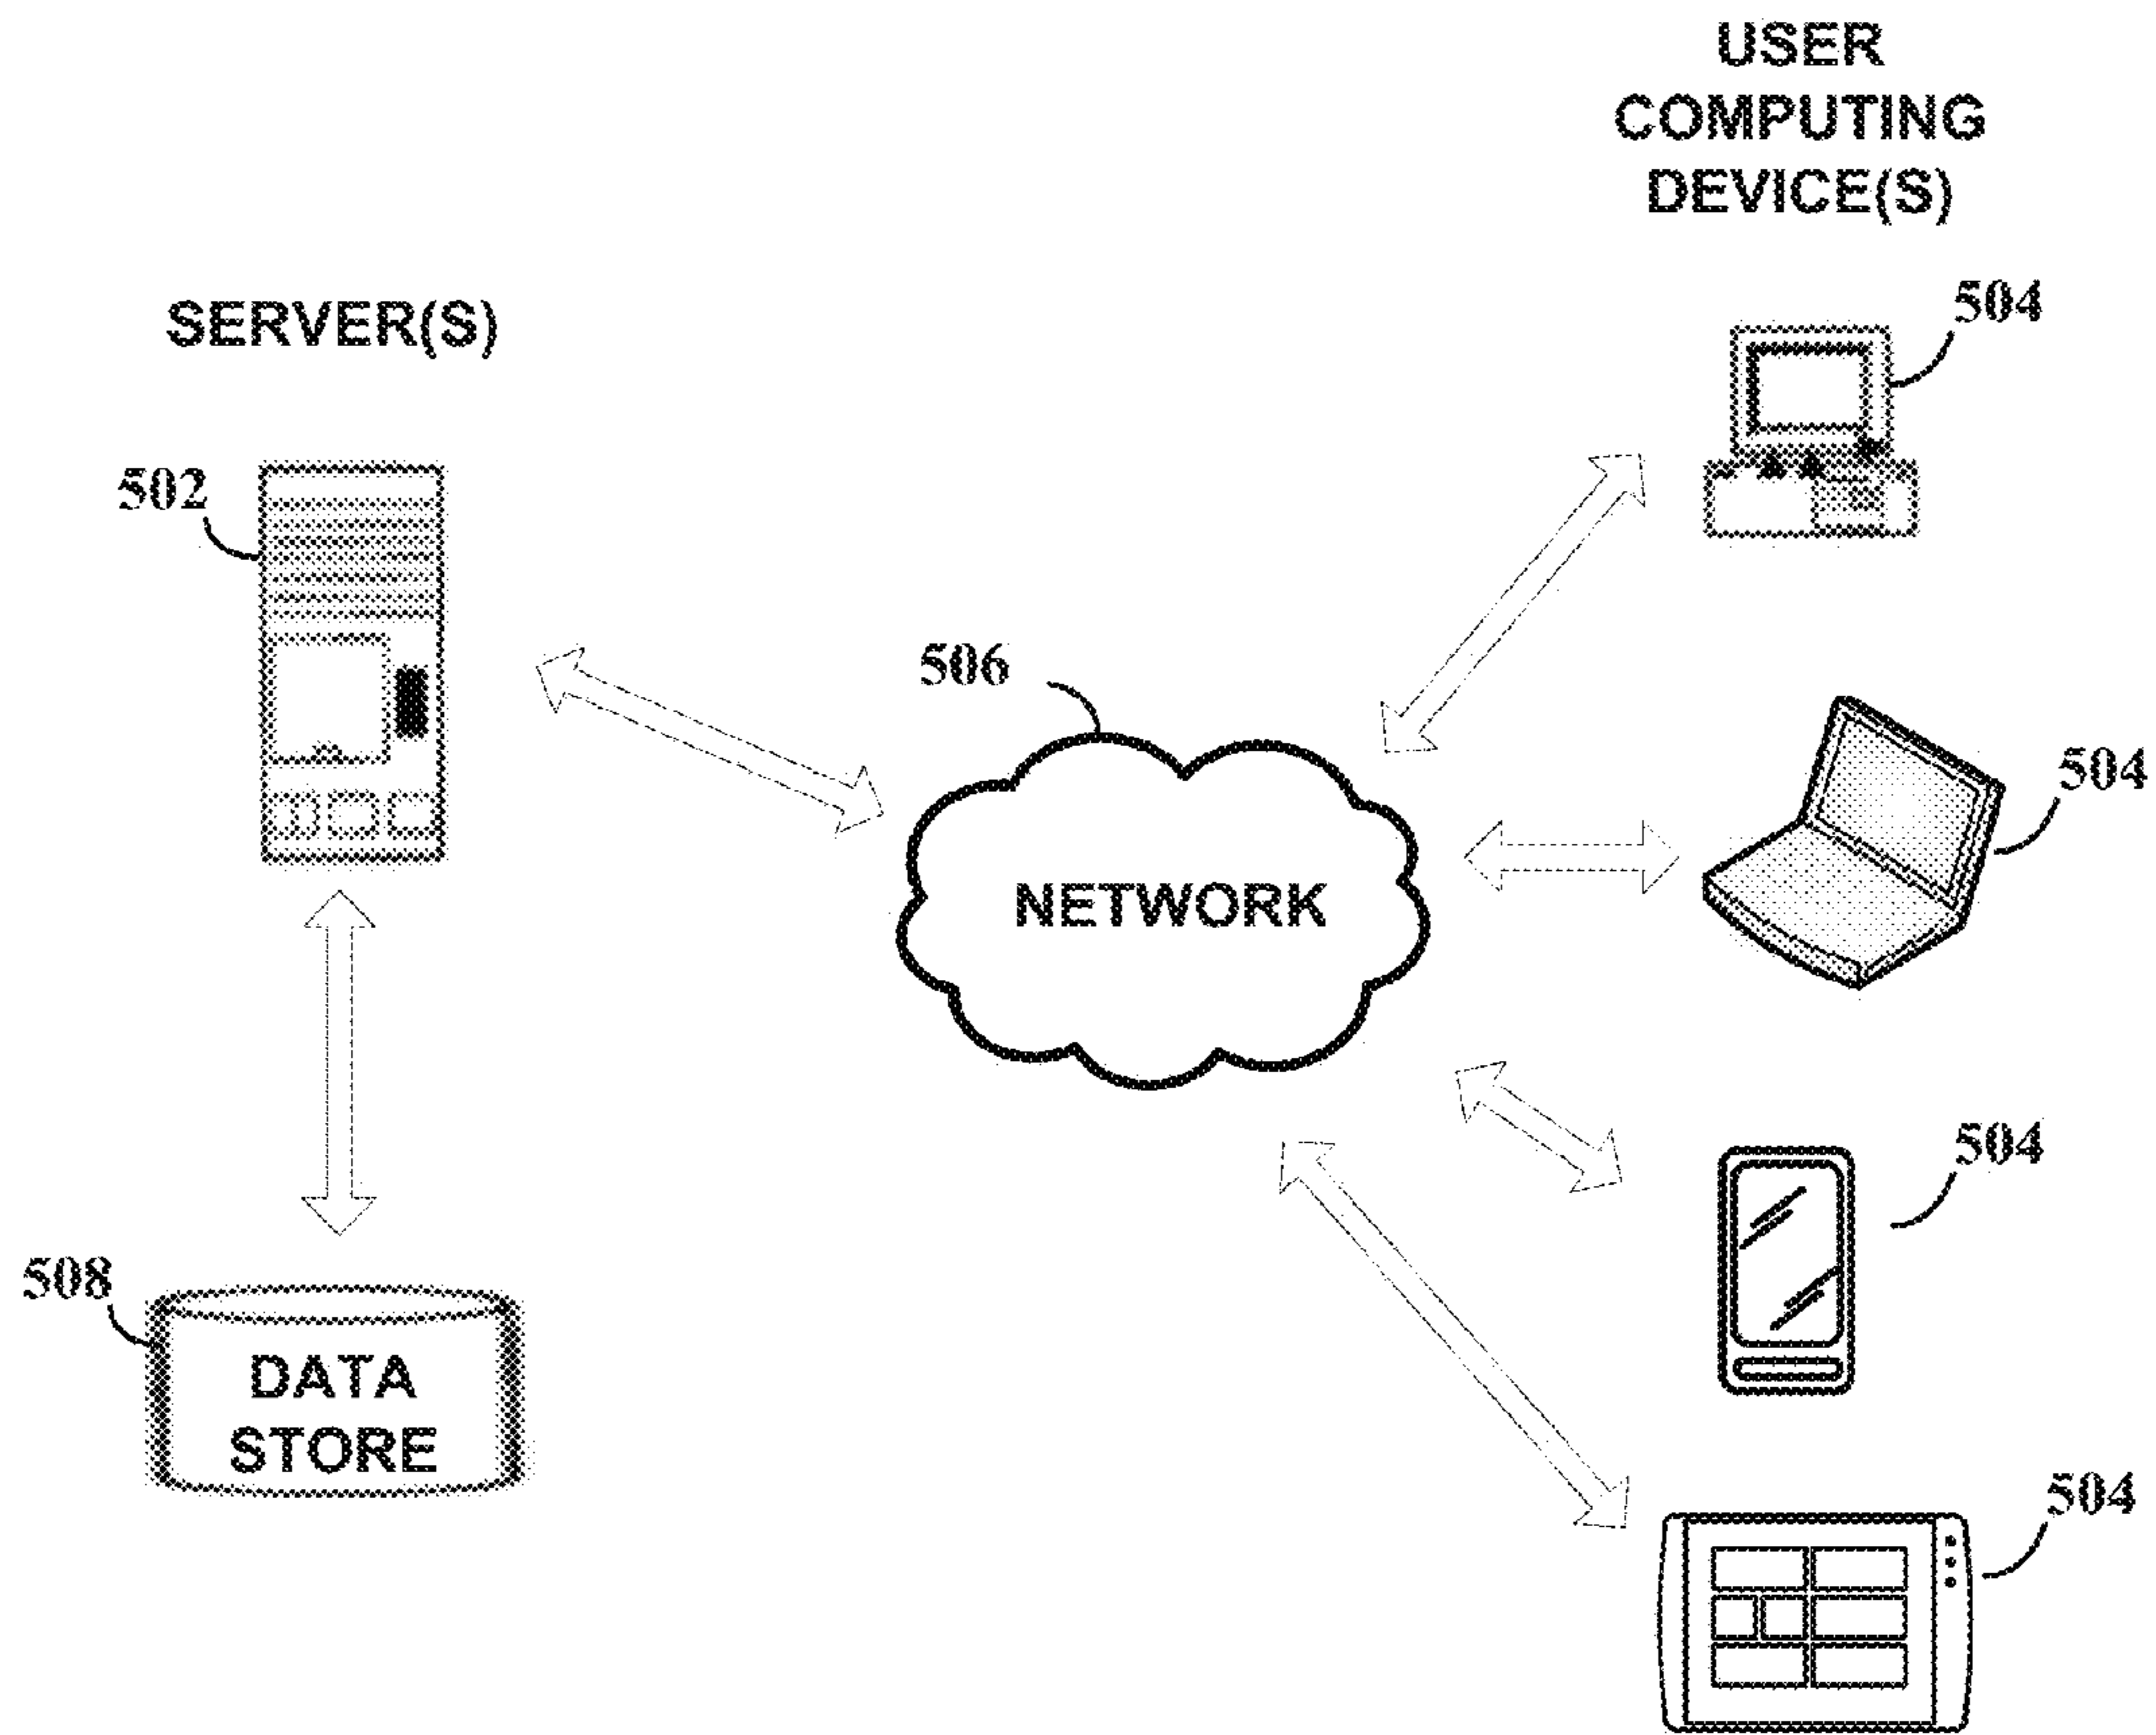 USER
COMPUTING
DEVICE(S)
SERVER(S)
504
502
506
504
NETWORK
504
508
DATA
STORE
504